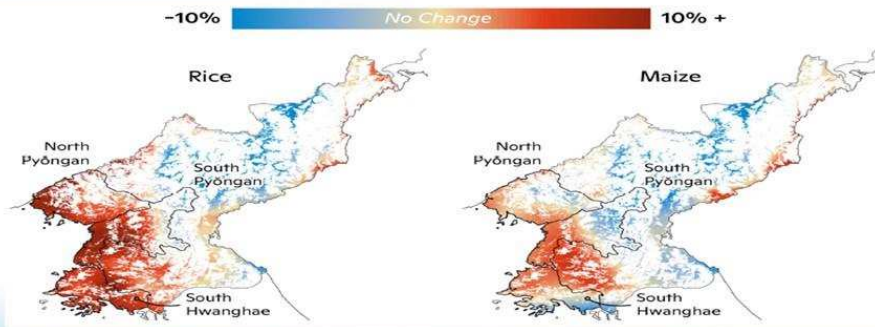 -10% No Change 10% +
Rice
Maize
North
Pyŏngan
South
Pyŏngan
South
Hwanghae
North
Pyŏngan
South
Pyŏngan
South
Hwanghae